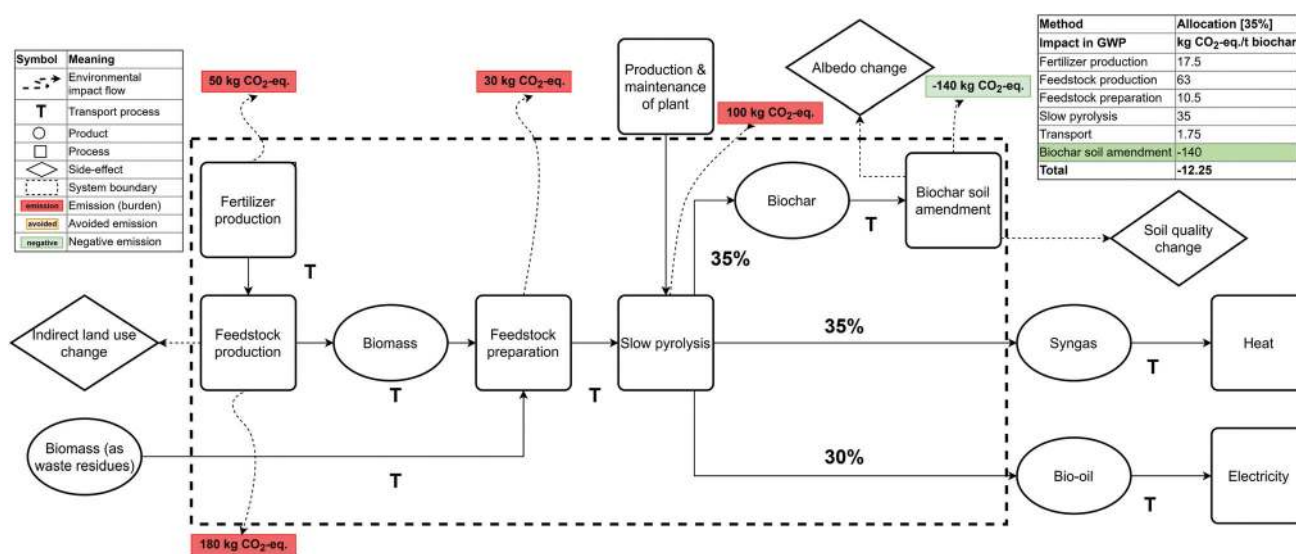 Symbol Meaning
Environmental
impact flow
T Transport process
Product
Process
Side-effect
System boundary
emission Emission (burden)
avoided Avoided emission
negative Negative emission
50 kg CO₂-eq.
30 kg CO₂-eq.
Production &
maintenance
of plant
100 kg CO₂-eq.
Albedo change
-140 kg CO₂-eq.
Method Allocation [35%]
Impact in GWP kg CO₂-eq./t biochar
Fertilizer production 17.5
Feedstock production 63
Feedstock preparation 10.5
Slow pyrolysis 35
Transport 1.75
Biochar soil amendment -140
Total -12.25
Fertilizer
production
T
Biochar
T
Biochar soil
amendment
Soil quality
change
35%
Indirect land use
change
Feedstock
production
Biomass
T
Feedstock
preparation
T
Slow pyrolysis
35%
Syngas
T
Heat
Biomass (as
waste residues)
T
30%
Bio-oil
T
Electricity
180 kg CO₂-eq.